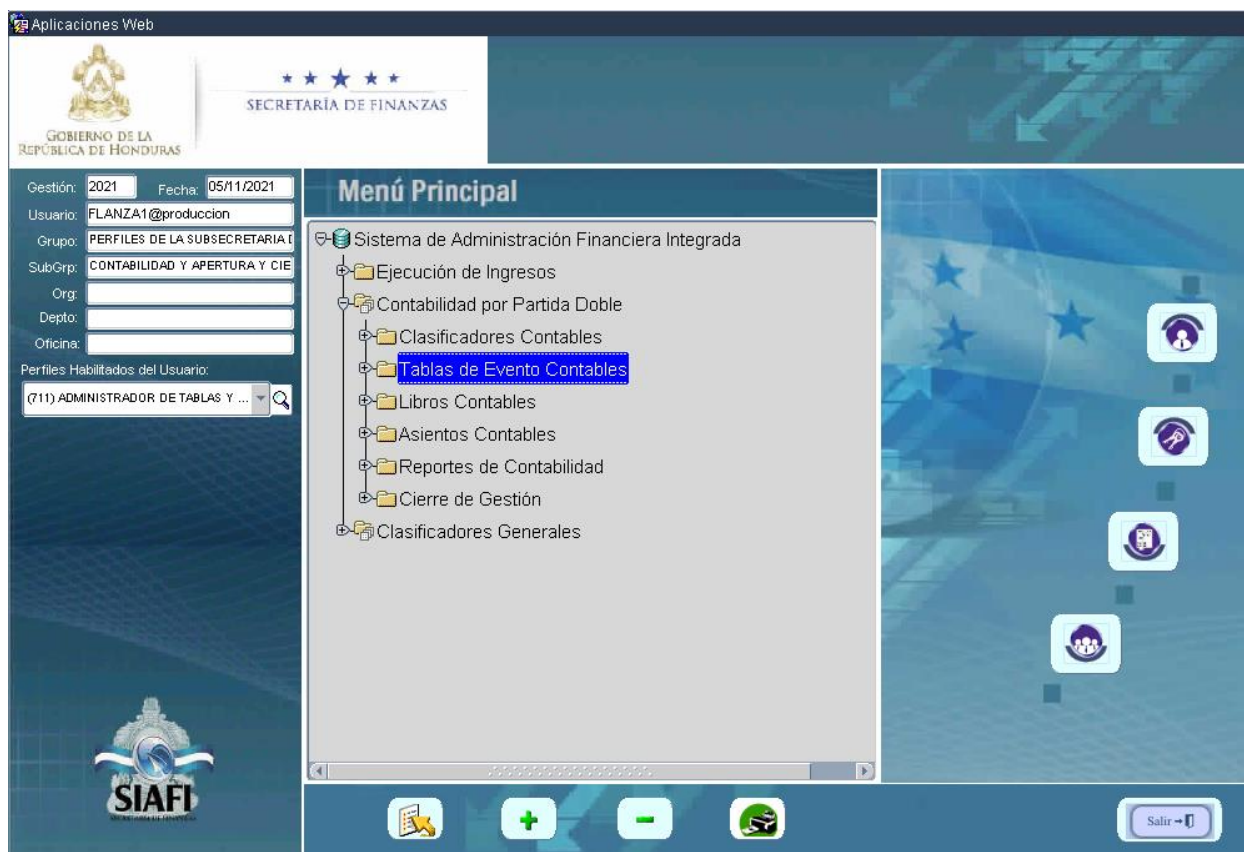 Aplicaciones Web
GOBIERNO DE LA
REPÚBLICA DE HONDURAS
SECRETARÍA DE FINANZAS
Gestión: 2021 Fecha: 05/11/2021
Usuario: FLANZA1@produccion
Grupo: PERFILES DE LA SUBSECRETARIA
SubGrp: CONTABILIDAD Y APERTURA Y CIE
Org:
Depto:
Oficina:
Perfiles Habilitados del Usuario:
(711) ADMINISTRADOR DE TABLAS Y ...
Menú Principal
Sistema de Administración Financiera Integrada
Ejecución de Ingresos
Contabilidad por Partida Doble
Clasificadores Contables
Tablas de Evento Contables
Libros Contables
Asientos Contables
Reportes de Contabilidad
Cierre de Gestión
Clasificadores Generales
SIAFI
Salir